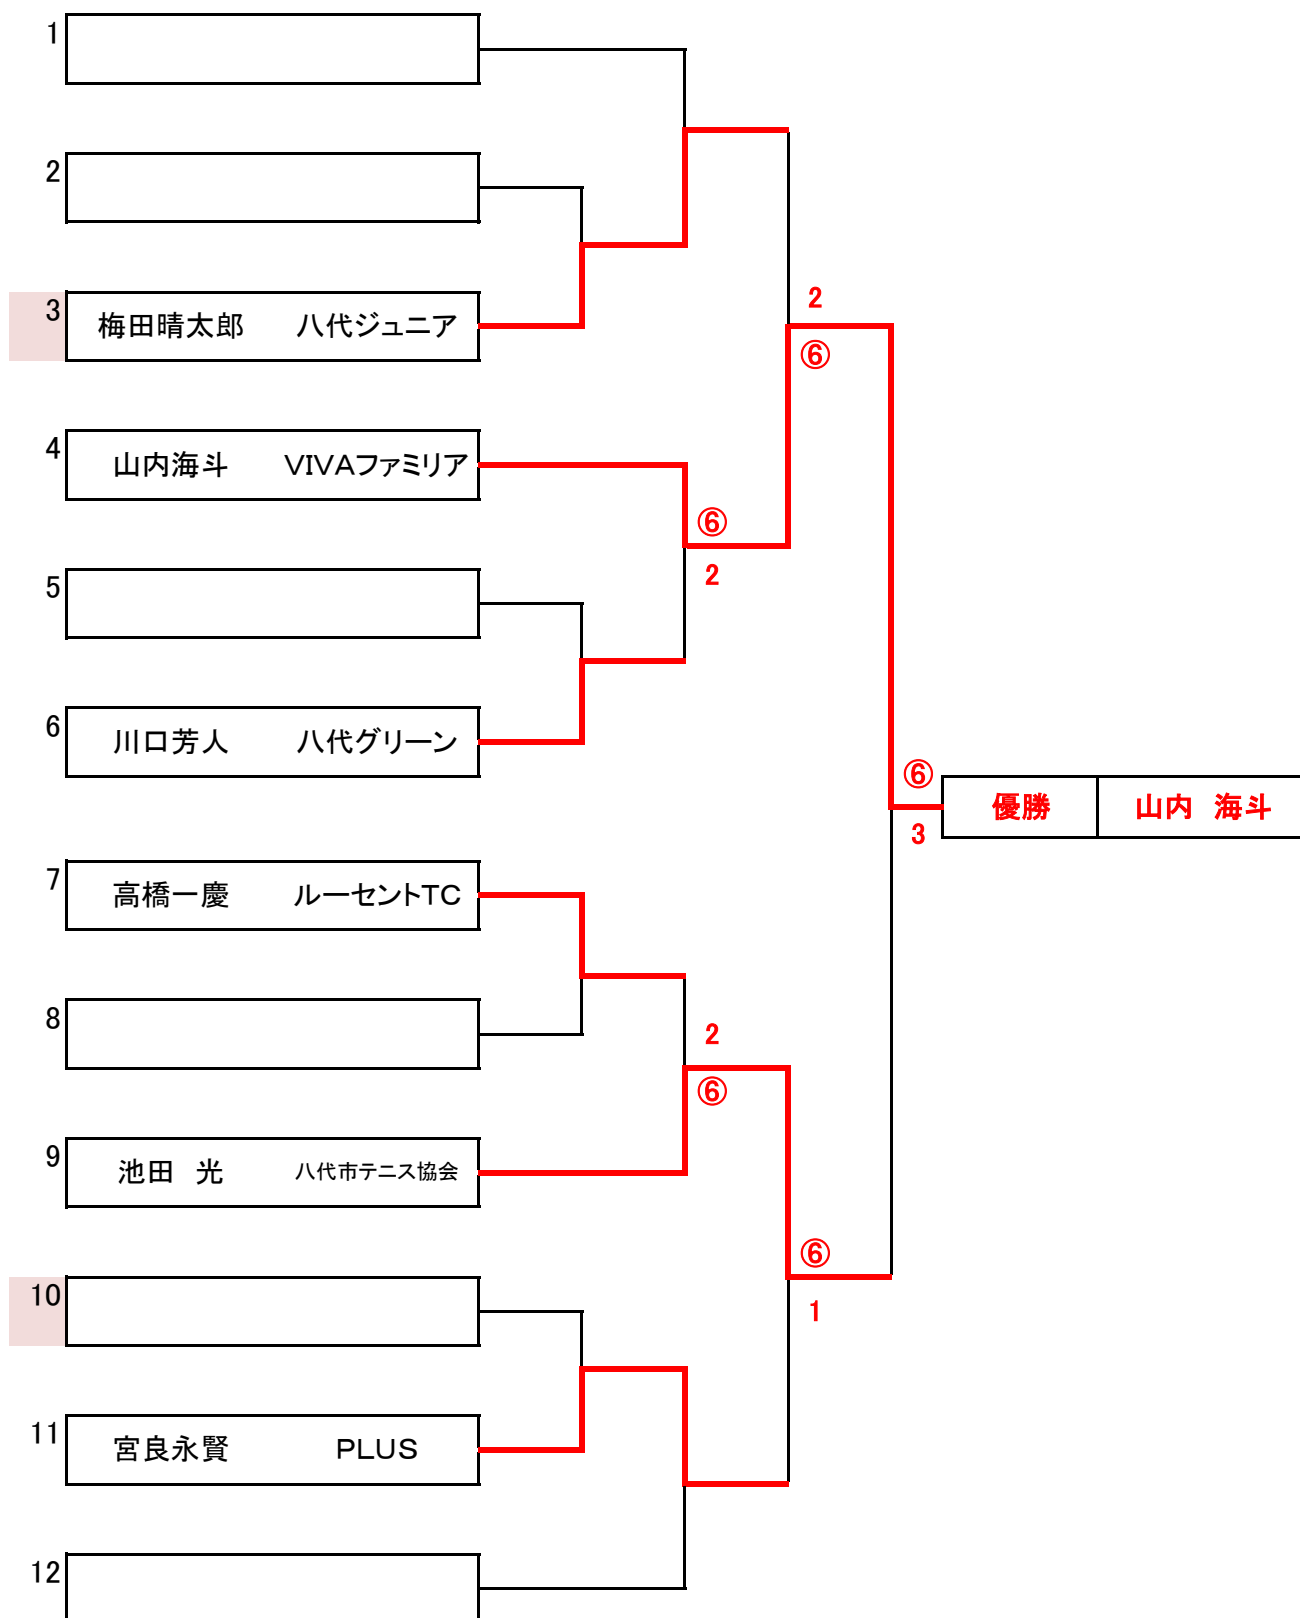 1
2
3 梅田晴太郎 八代ジュニア
2
⑥
4 山内海斗 VIVAファミリア
⑥
2
5
6 川口芳人 八代グリーン
⑥
優勝 山内 海斗
3
7 高橋一慶 ルーセントTC
8
2
⑥
9 池田 光 八代市テニス協会
⑥
10
1
11 宮良永賢 PLUS
12